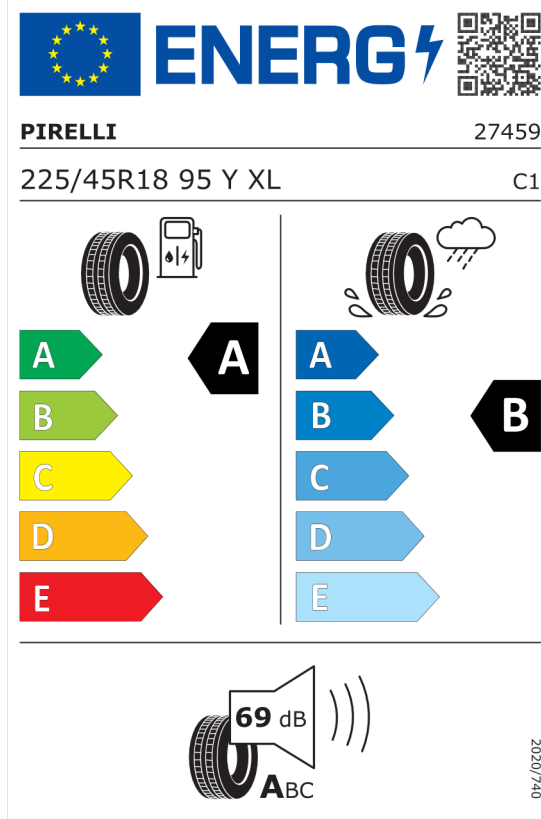 ENERG
PIRELLI 27459
225/45R18 95 Y XL C1
A A A
B B B
C C
D D
E E
69 dB
ABC
2020/740